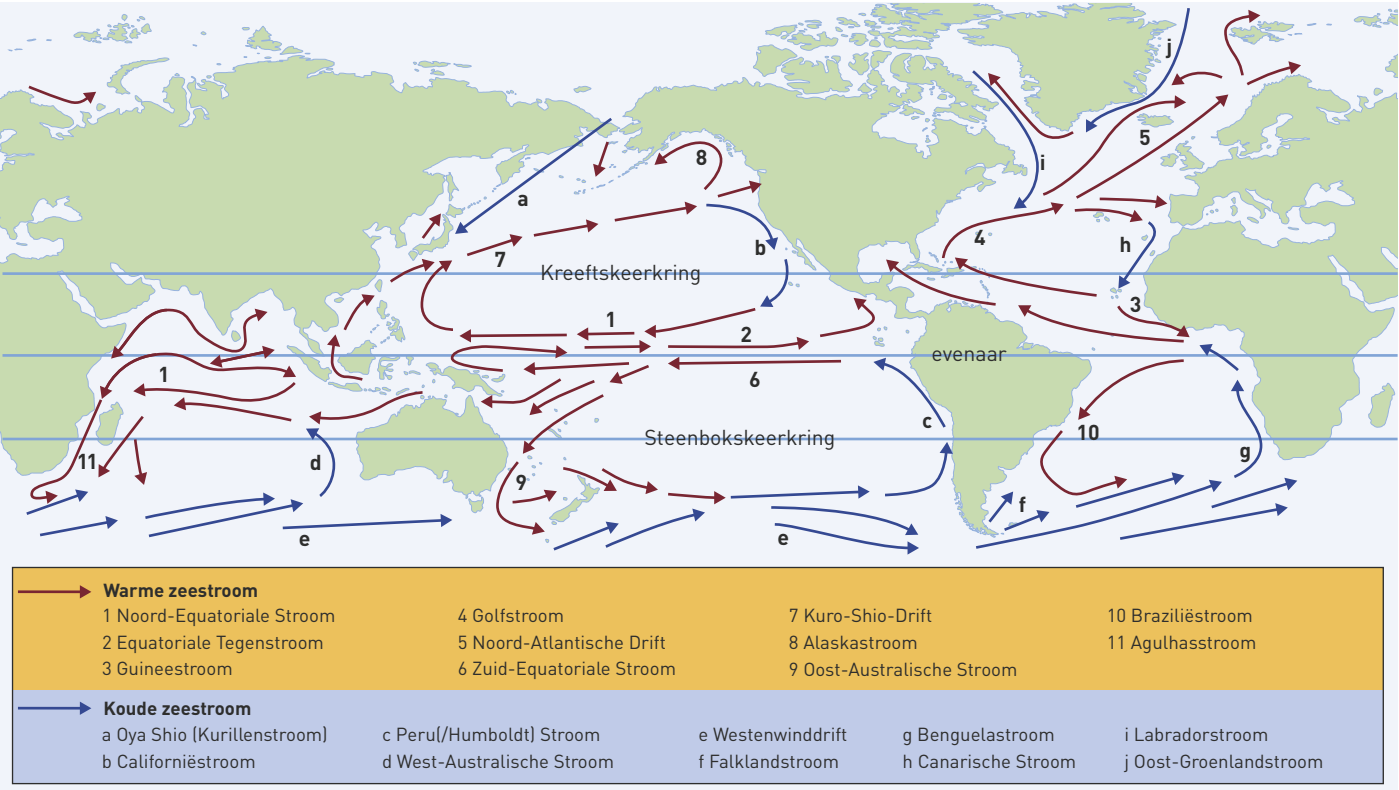 j
5
i
8
a
4
h
b
7
Kreeftskeerkring
3
1
2
evenaar
1
6
c
10
Steenbokskeerkring
11
d
g
9
f
e
e
Warme zeestroom
1 Noord-Equatoriale Stroom
4 Golfstroom
7 Kuro-Shio-Drift
10 Braziliëstroom
2 Equatoriale Tegenstroom
5 Noord-Atlantische Drift
8 Alaskastroom
11 Agulhasstroom
3 Guineestroom
6 Zuid-Equatoriale Stroom
9 Oost-Australische Stroom
Koude zeestroom
a Oya Shio (Kurillenstroom)
c Peru(/Humboldt) Stroom
e Westenwinddrift
g Benguelastroom
i Labradorstroom
b Californiëstroom
d West-Australische Stroom
f Falklandstroom
h Canarische Stroom
j Oost-Groenlandstroom